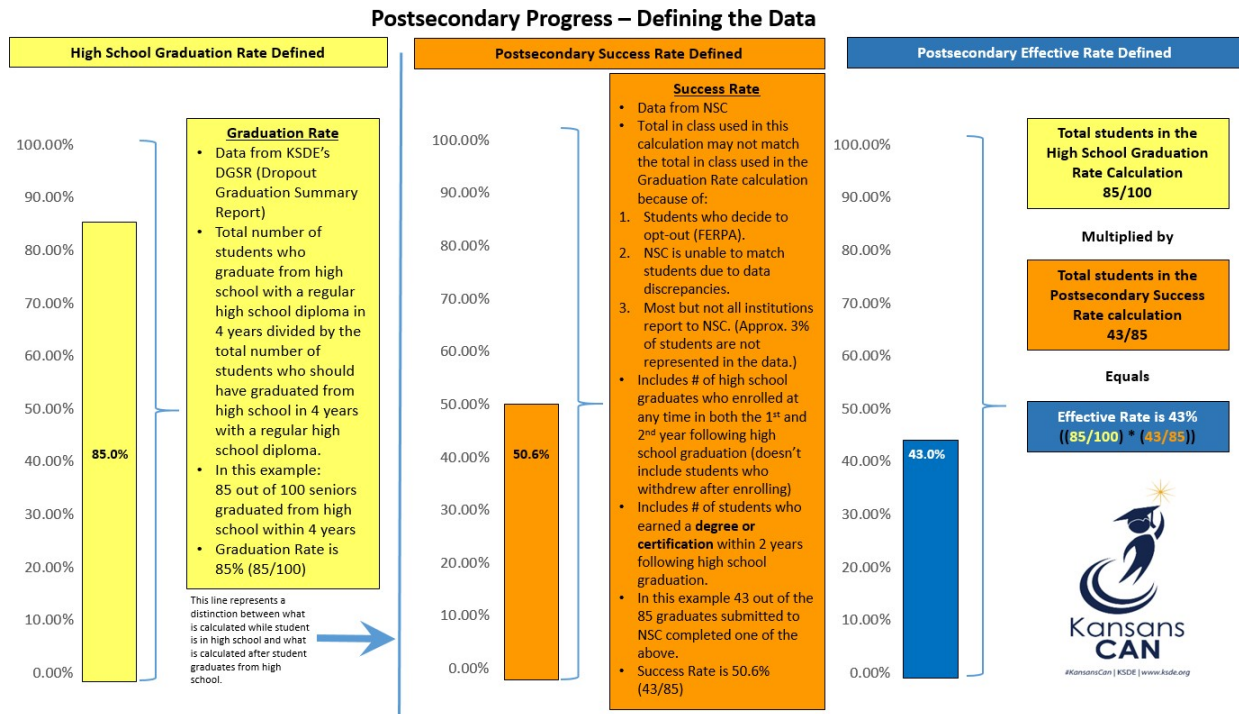 Postsecondary Progress – Defining the Data
High School Graduation Rate Defined
100.00%
90.00%
80.00%
70.00%
60.00%
50.00%
40.00%
30.00%
20.00%
10.00%
0.00%
85.0%
Graduation Rate
• Data from KSDE's
DGSR (Dropout
Graduation Summary
Report)
• Total number of
students who
graduate from high
school with a regular
high school diploma in
4 years divided by the
total number of
students who should
have graduated from
high school in 4 years
with a regular high
school diploma.
• In this example:
85 out of 100 seniors
graduated from high
school within 4 years
• Graduation Rate is
85% (85/100)
This line represents a
distinction between what
is calculated while student
is in high school and what
is calculated after student
graduates from high
school.
Postsecondary Success Rate Defined
100.00%
90.00%
80.00%
70.00%
60.00%
50.00%
40.00%
30.00%
20.00%
10.00%
0.00%
50.6%
Success Rate
• Data from NSC
• Total in class used in this
calculation may not match
the total in class used in the
Graduation Rate calculation
because of:
1. Students who decide to
opt-out (FERPA).
2. NSC is unable to match
students due to data
discrepancies.
3. Most but not all institutions
report to NSC. (Approx. 3%
of students are not
represented in the data.)
• Includes # of high school
graduates who enrolled at
any time in both the 1st and
2nd year following high
school graduation (doesn't
include students who
withdrew after enrolling)
• Includes # of students who
earned a degree or
certification within 2 years
following high school
graduation.
• In this example 43 out of the
85 graduates submitted to
NSC completed one of the
above.
• Success Rate is 50.6%
(43/85)
Postsecondary Effective Rate Defined
100.00%
90.00%
80.00%
70.00%
60.00%
50.00%
40.00%
30.00%
20.00%
10.00%
0.00%
43.0%
Total students in the
High School Graduation
Rate Calculation
85/100
Multiplied by
Total students in the
Postsecondary Success
Rate calculation
43/85
Equals
Effective Rate is 43%
((85/100) * (43/85))
Kansans
CAN
#KansansCan | KSDE | www.ksde.org